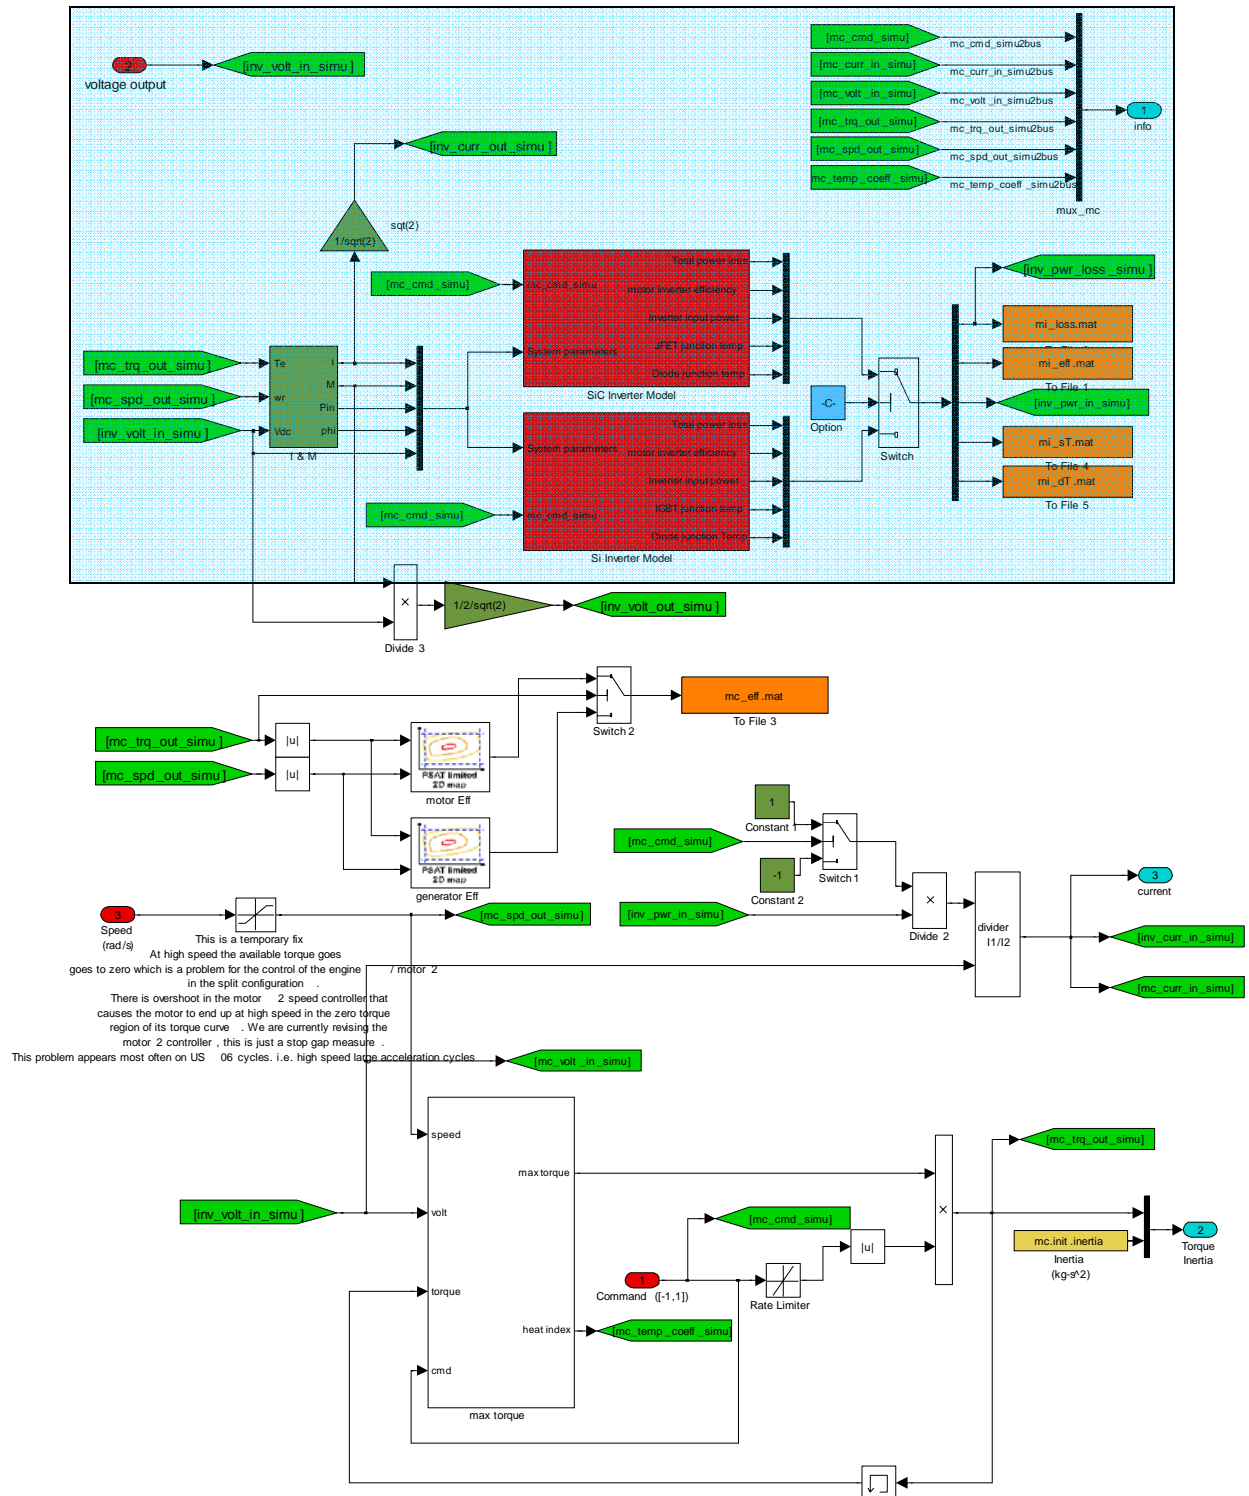 2
voltage output
[inv_volt_in_simu ]
[mc_cmd_simu]
mc_cmd_simu2bus
[mc_curr_in_simu]
mc_curr_in_simu2bus
[mc_volt_in_simu]
mc_volt_in_simu2bus
[mc_trq_out_simu]
mc_trq_out_simu2bus
[mc_spd_out_simu]
mc_spd_out_simu2bus
mc_temp_coeff_simu]
mc_temp_coeff_simu2bus
mux_mc
1
info
[inv_curr_out_simu ]
sqt(2)
1/sqrt(2)
[mc_cmd_simu]
mc_cmd_simu
System parameters
Total power loss
motor inverter efficiency
Inverter input power
JFET junction temp
Diode junction temp
SiC Inverter Model
[mc_trq_out_simu]
[mc_spd_out_simu]
[inv_volt_in_simu ]
Te
wr
Vdc
I
M
Pin
phi
I & M
System parameters
[mc_cmd_simu]
mc_cmd_simu
Total power loss
motor inverter efficiency
Inverter input power
IGBT junction temp
Diode junction Temp
Si Inverter Model
-C-
Option
Switch
[inv_pwr_loss_simu ]
mi_loss.mat
mi_eff.mat
To File 1
[inv_pwr_in_simu]
mi_sT.mat
To File 4
mi_dT.mat
To File 5
×
Divide 3
1/2/sqrt(2)
[inv_volt_out_simu ]
[mc_trq_out_simu]
[mc_spd_out_simu]
|u|
|u|
PSAT limited
2D map
motor Eff
PSAT limited
2D map
generator Eff
Switch 2
mc_eff.mat
To File 3
1
Constant 1
[mc_cmd_simu]
-1
Constant 2
Switch 1
[inv_pwr_in_simu]
×
Divide 2
divider
I1/I2
3
current
[inv_curr_in_simu]
[mc_curr_in_simu]
3
Speed
(rad/s)
[mc_spd_out_simu]
This is a temporary fix
At high speed the available torque goes
goes to zero which is a problem for the control of the engine / motor 2
in the split configuration .
There is overshoot in the motor 2 speed controller that
causes the motor to end up at high speed in the zero torque
region of its torque curve . We are currently revising the
motor 2 controller , this is just a stop gap measure .
This problem appears most often on US 06 cycles. i.e. high speed large acceleration cycles
[mc_volt_in_simu]
[inv_volt_in_simu ]
speed
volt
torque
cmd
max torque
heat index
max torque
[mc_temp_coeff_simu]
[mc_cmd_simu]
1
Command ([-1,1])
Rate Limiter
|u|
×
[mc_trq_out_simu]
mc.init.inertia
Inertia
(kg-s^2)
2
Torque
Inertia